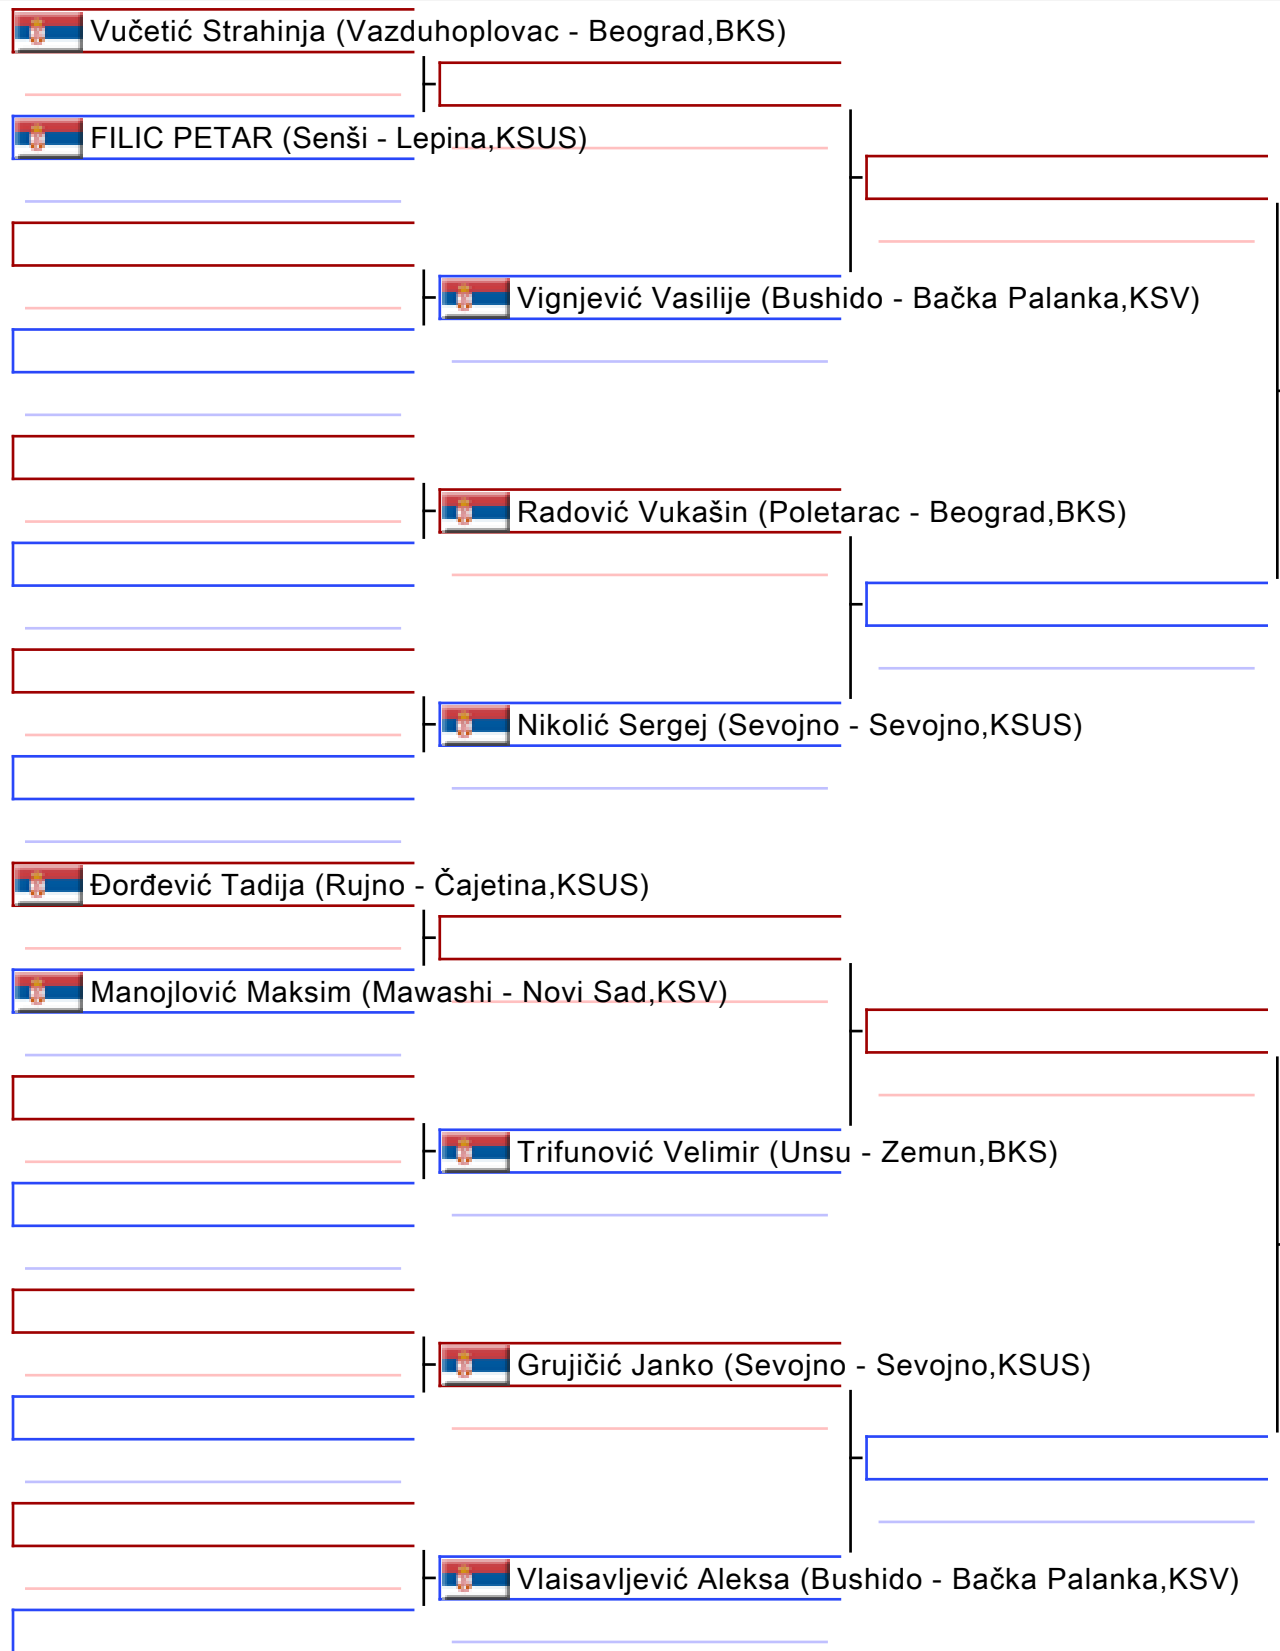 Vučetić Strahinja (Vazduhoplovac - Beograd,BKS)
FILIC PETAR (Senši - Lepina,KSUS)
Vignjević Vasilije (Bushido - Bačka Palanka,KSV)
Radović Vukašin (Poletarac - Beograd,BKS)
Nikolić Sergej (Sevojno - Sevojno,KSUS)
Đorđević Tadija (Rujno - Čajetina,KSUS)
Manojlović Maksim (Mawashi - Novi Sad,KSV)
Trifunović Velimir (Unsu - Zemun,BKS)
Grujičić Janko (Sevojno - Sevojno,KSUS)
Vlaisavljević Aleksa (Bushido - Bačka Palanka,KSV)